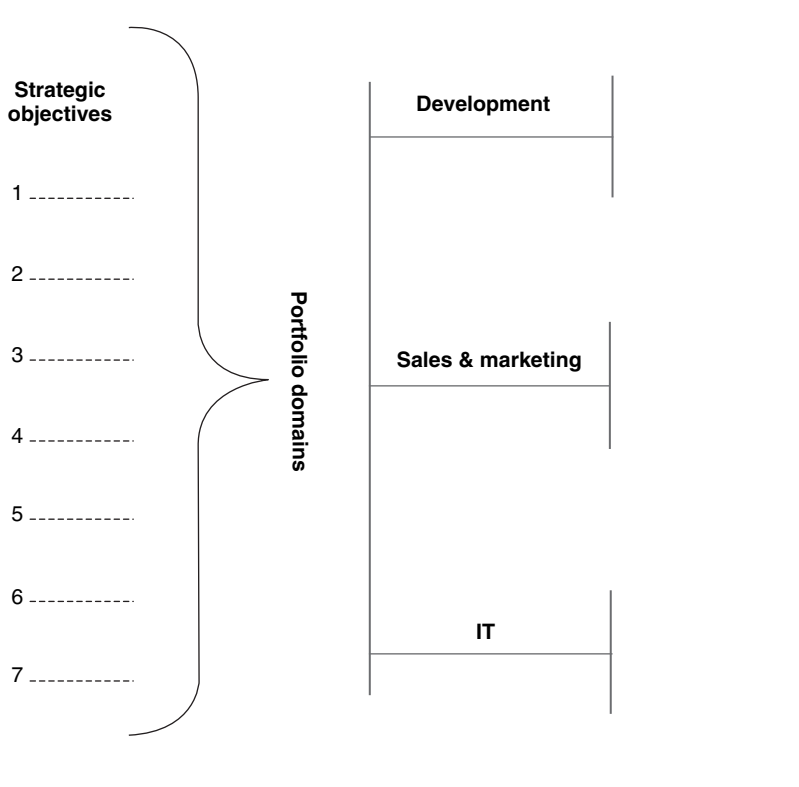 Strategic
objectives
1
2
3
4
5
6
7
Portfolio domains
Development
Sales & marketing
IT